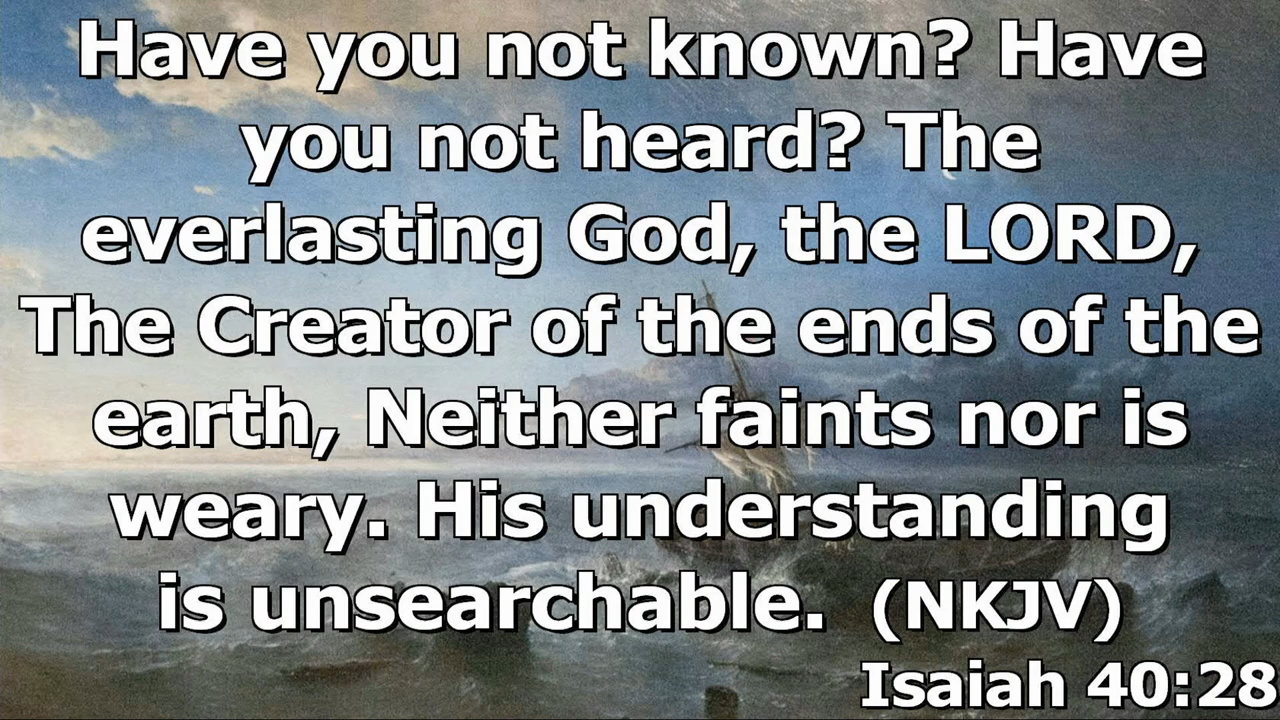 Have you not known? Have
you not heard? The
everlasting God, the LORD,
The Creator of the ends of the
earth, Neither faints nor is
weary. His understanding
is unsearchable. (NKJV)
Isaiah 40:28